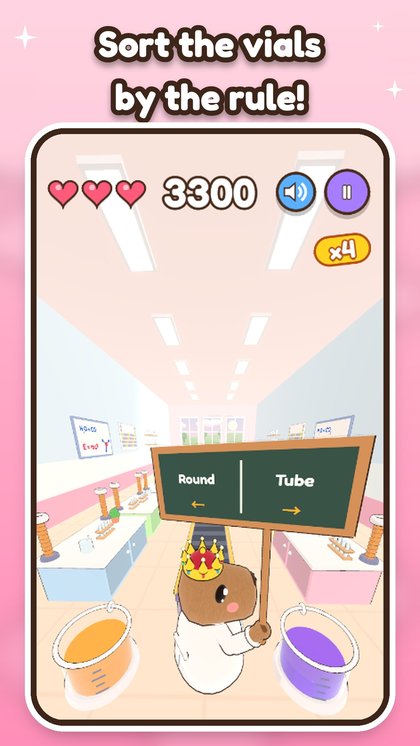 Sort the vials
by the rule!
3300
x4
Round
Tube
←
→